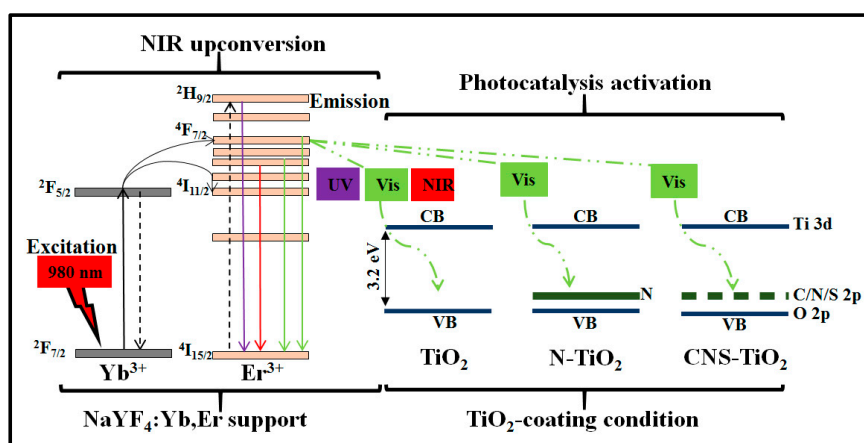 NIR upconversion
Photocatalysis activation
²H₉/₂
Emission
⁴F₇/₂
²F₅/₂
⁴I₁₁/₂
UV
Vis
NIR
Vis
Vis
CB
CB
CB
Ti 3d
Excitation
980 nm
3.2 eV
N
C/N/S 2p
O 2p
VB
VB
VB
²F₇/₂
⁴I₁₅/₂
Yb³⁺
Er³⁺
TiO₂
N-TiO₂
CNS-TiO₂
NaYF₄:Yb,Er support
TiO₂-coating condition